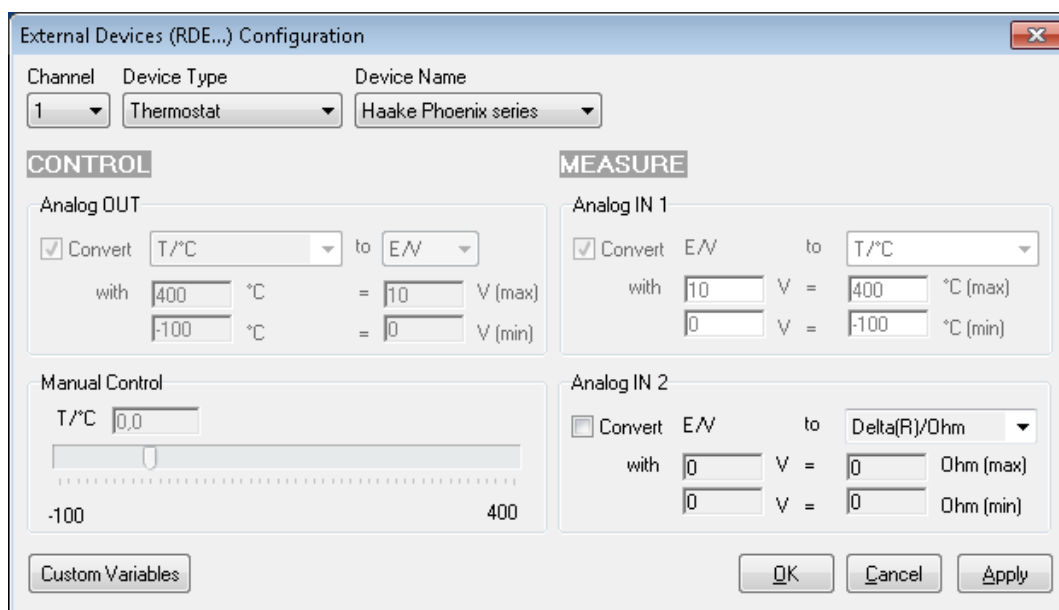 External Devices (RDE...) Configuration
Channel Device Type Device Name
1 Thermostat Haake Phoenix series
CONTROL MEASURE
Analog OUT
Convert T/°C to E/V
with 400 °C = 10 V (max)
-100 °C = 0 V (min)
Analog IN 1
Convert E/V to T/°C
with 10 V = 400 °C (max)
0 V = -100 °C (min)
Manual Control
T/°C 0,0
-100 400
Analog IN 2
Convert E/V to Delta(R)/Ohm
with 0 V = 0 Ohm (max)
0 V = 0 Ohm (min)
Custom Variables OK Cancel Apply